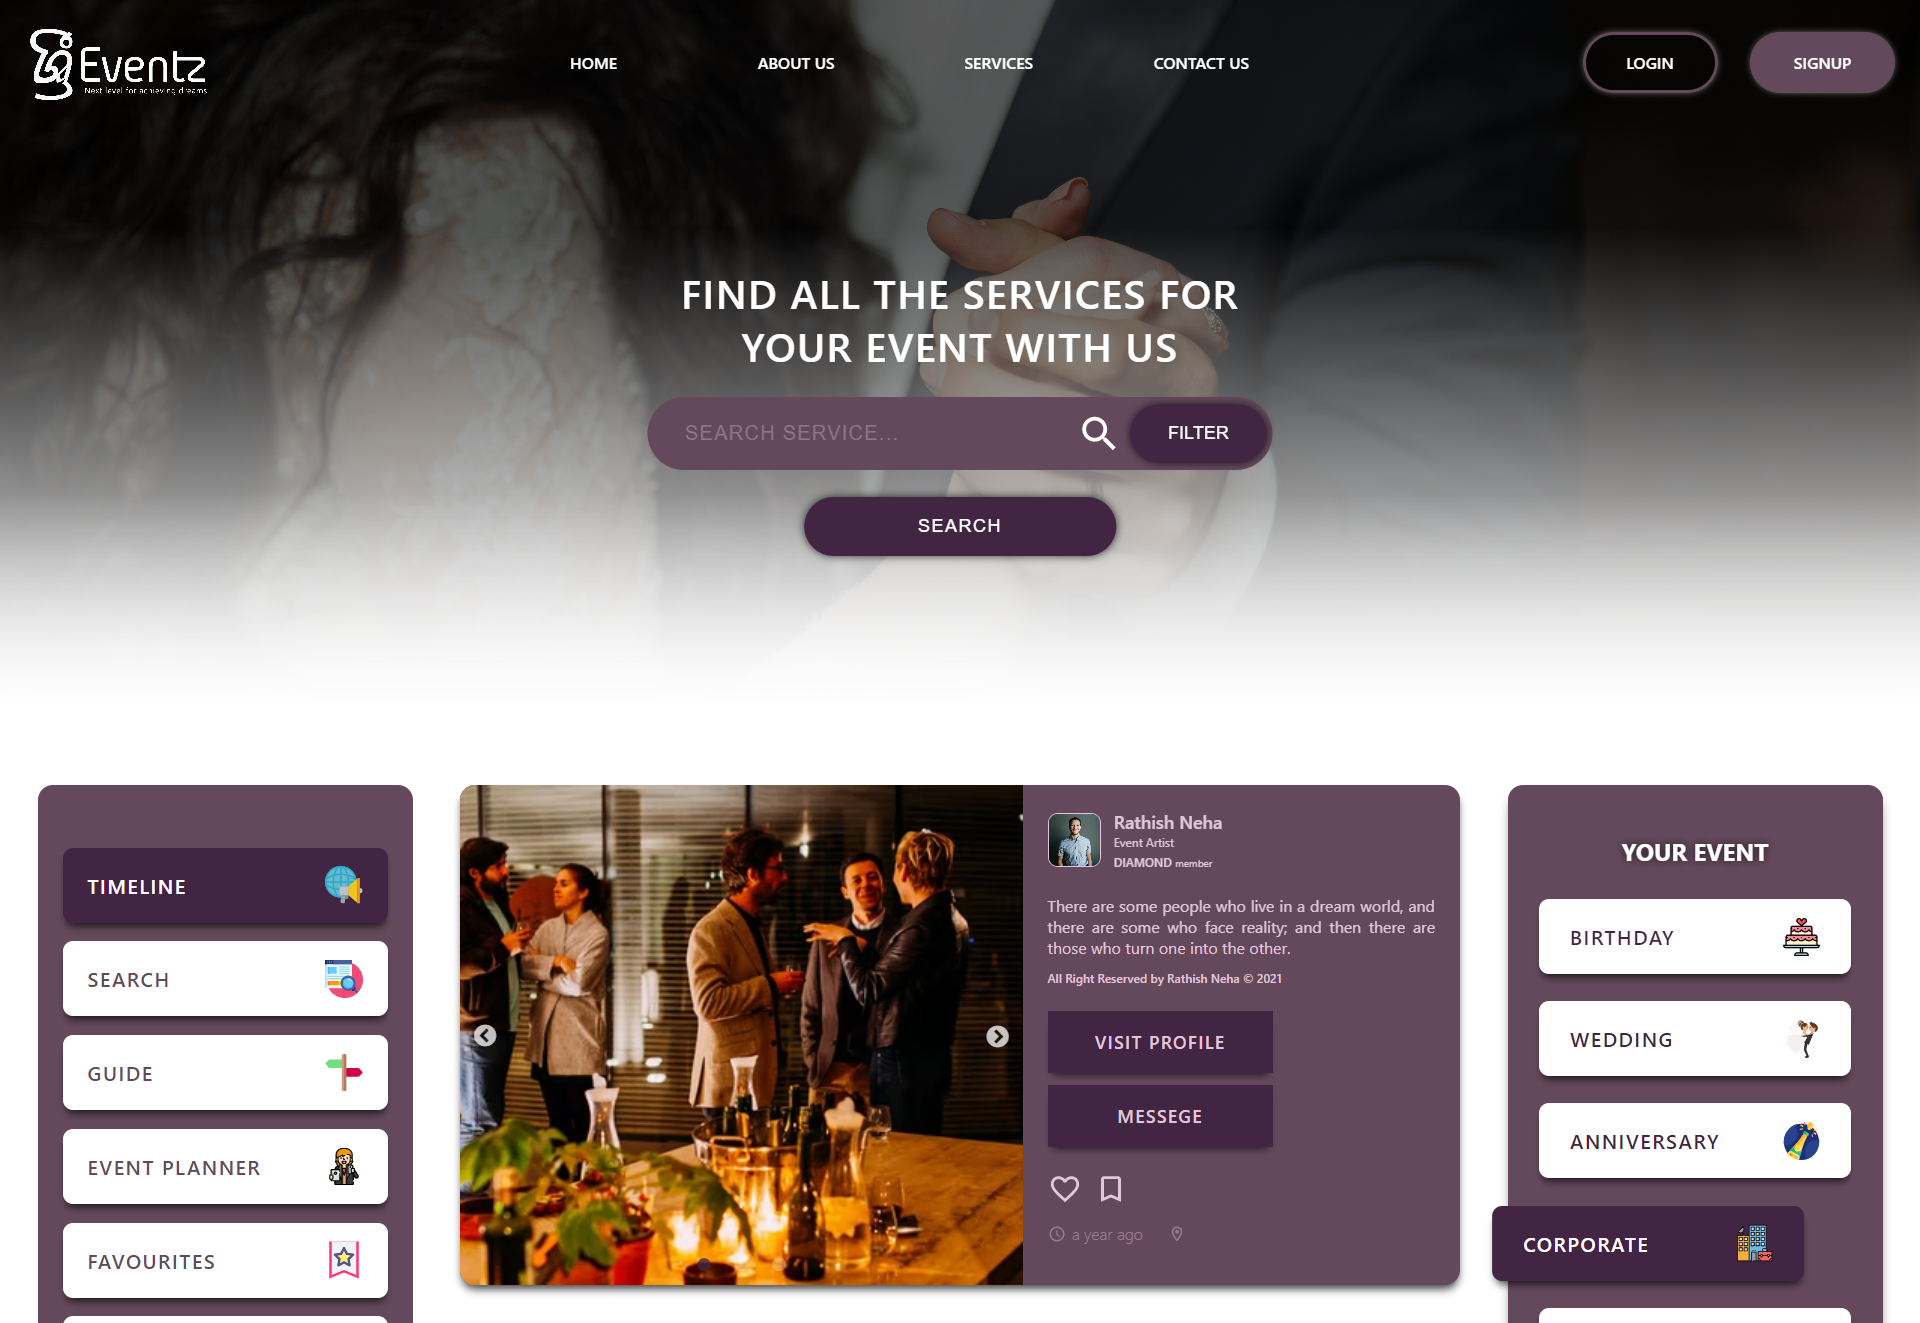 Eventz
Next level for achieving dreams
HOME
ABOUT US
SERVICES
CONTACT US
LOGIN
SIGNUP
FIND ALL THE SERVICES FOR
YOUR EVENT WITH US
SEARCH SERVICE...
FILTER
SEARCH
TIMELINE
SEARCH
GUIDE
EVENT PLANNER
FAVOURITES
Rathish Neha
Event Artist
DIAMOND member
There are some people who live in a dream world, and
there are some who face reality; and then there are
those who turn one into the other.
All Right Reserved by Rathish Neha © 2021
VISIT PROFILE
MESSEGE
a year ago
YOUR EVENT
BIRTHDAY
WEDDING
ANNIVERSARY
CORPORATE